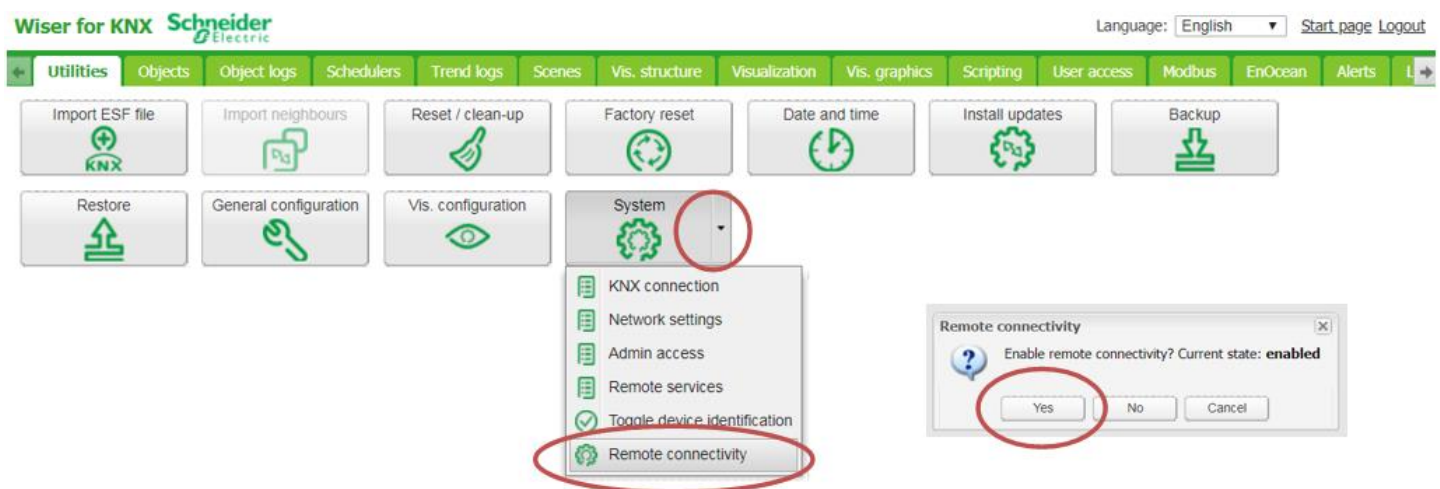 Wiser for KNX Schneider Electric Language: English Start page Logout
Utilities Objects Object logs Schedulers Trend logs Scenes Vis. structure Visualization Vis. graphics Scripting User access Modbus EnOcean Alerts
Import ESF file Import neighbours Reset / clean-up Factory reset Date and time Install updates Backup
KNX
Restore General configuration Vis. configuration System
KNX connection
Network settings
Admin access
Remote services
Toggle device identification
Remote connectivity
Remote connectivity
Enable remote connectivity? Current state: enabled
Yes No Cancel